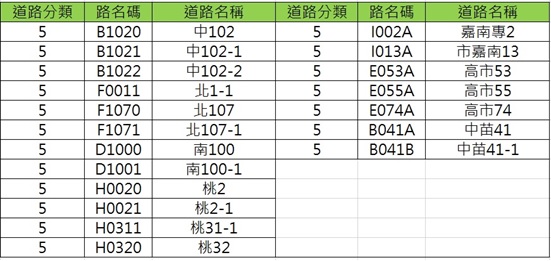 道路分類 路名碼 道路名稱 道路分類 路名碼 道路名稱
5 B1020 中102 5 I002A 嘉南專2
5 B1021 中102-1 5 I013A 市嘉南13
5 B1022 中102-2 5 E053A 高市53
5 F0011 北1-1 5 E055A 高市55
5 F1070 北107 5 E074A 高市74
5 F1071 北107-1 5 B041A 中苗41
5 D1000 南100 5 B041B 中苗41-1
5 D1001 南100-1
5 H0020 桃2
5 H0021 桃2-1
5 H0311 桃31-1
5 H0320 桃32